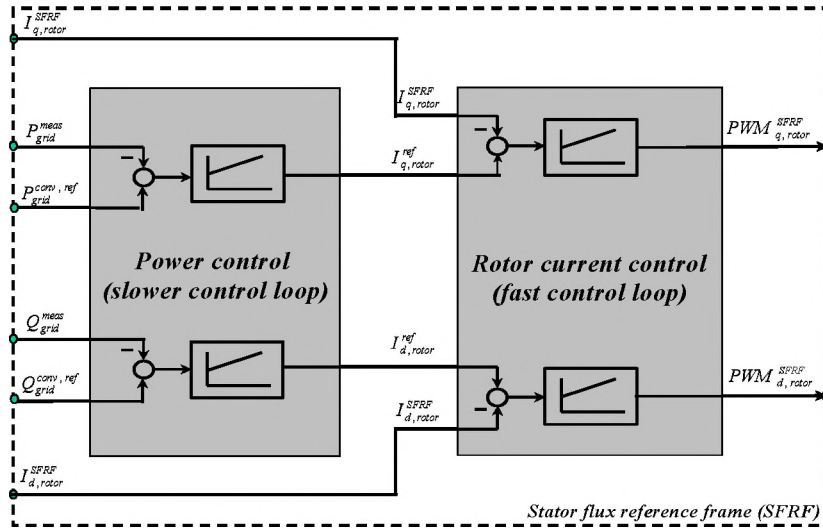 I_{q,rotor}^{SFRF}
I_{q,rotor}^{SFRF}
P_{grid}^{meas}
−
−
PWM_{q,rotor}^{SFRF}
P_{grid}^{conv,ref}
I_{q,rotor}^{ref}
Power control
(slower control loop)
Rotor current control
(fast control loop)
Q_{grid}^{meas}
−
I_{d,rotor}^{ref}
Q_{grid}^{conv,ref}
PWM_{d,rotor}^{SFRF}
I_{d,rotor}^{SFRF}
−
I_{d,rotor}^{SFRF}
Stator flux reference frame (SFRF)